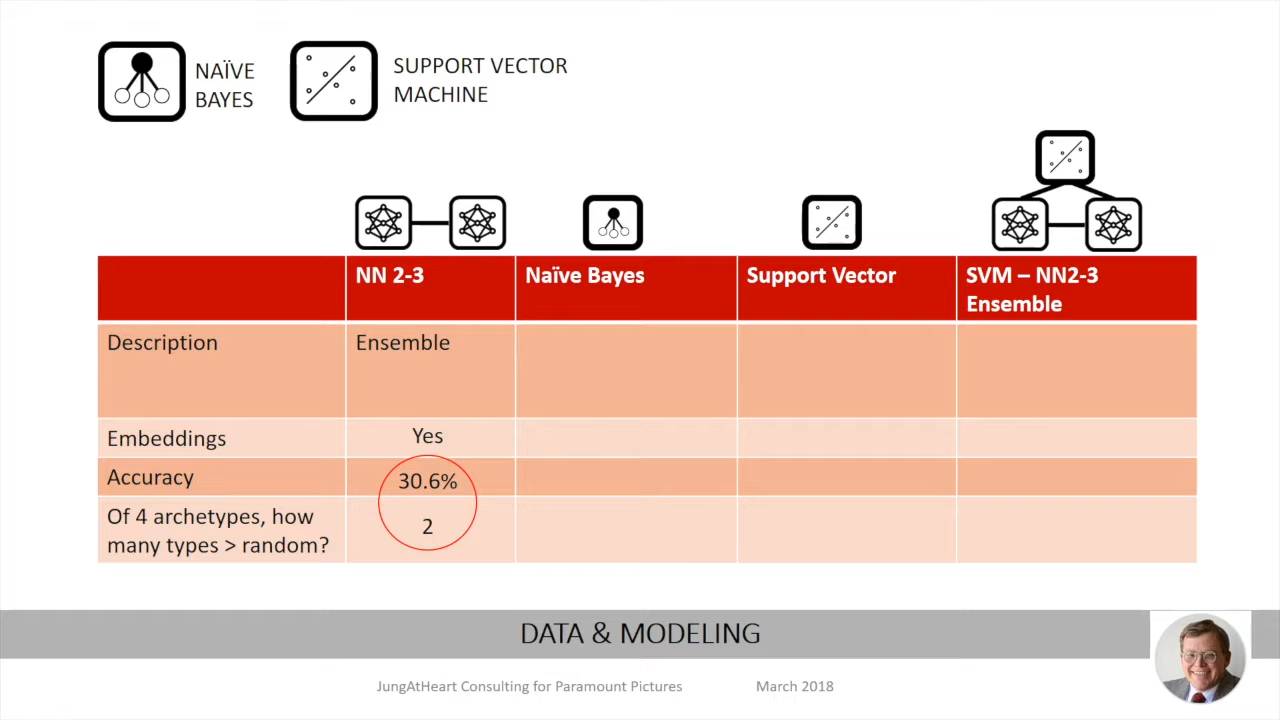 NAÏVE
BAYES
SUPPORT VECTOR
MACHINE
NN 2-3
Naïve Bayes
Support Vector
SVM – NN2-3
Ensemble
Description
Ensemble
Embeddings
Yes
Accuracy
30.6%
Of 4 archetypes, how
many types > random?
2
DATA & MODELING
JungAtHeart Consulting for Paramount Pictures
March 2018